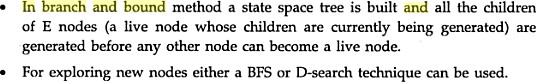 • In branch and bound method a state space tree is built and all the children
of E nodes (a live node whose children are currently being generated) are
generated before any other node can become a live node.
• For exploring new nodes either a BFS or D-search technique can be used.